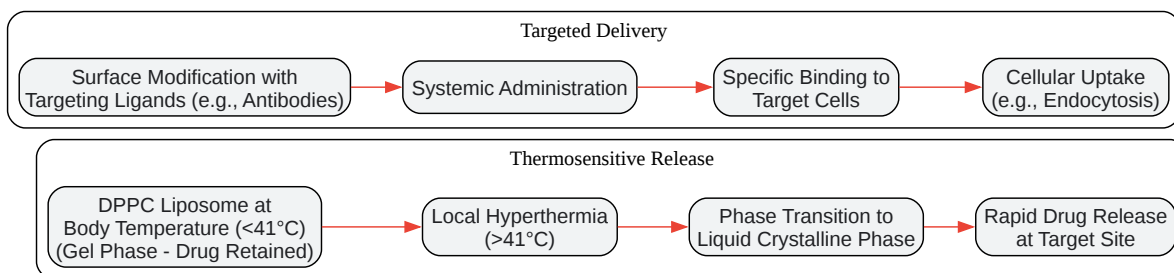 Targeted Delivery
Surface Modification with
Targeting Ligands (e.g., Antibodies)
Systemic Administration
Specific Binding to
Target Cells
Cellular Uptake
(e.g., Endocytosis)
Thermosensitive Release
DPPC Liposome at
Body Temperature (<41°C)
(Gel Phase - Drug Retained)
Local Hyperthermia
(>41°C)
Phase Transition to
Liquid Crystalline Phase
Rapid Drug Release
at Target Site